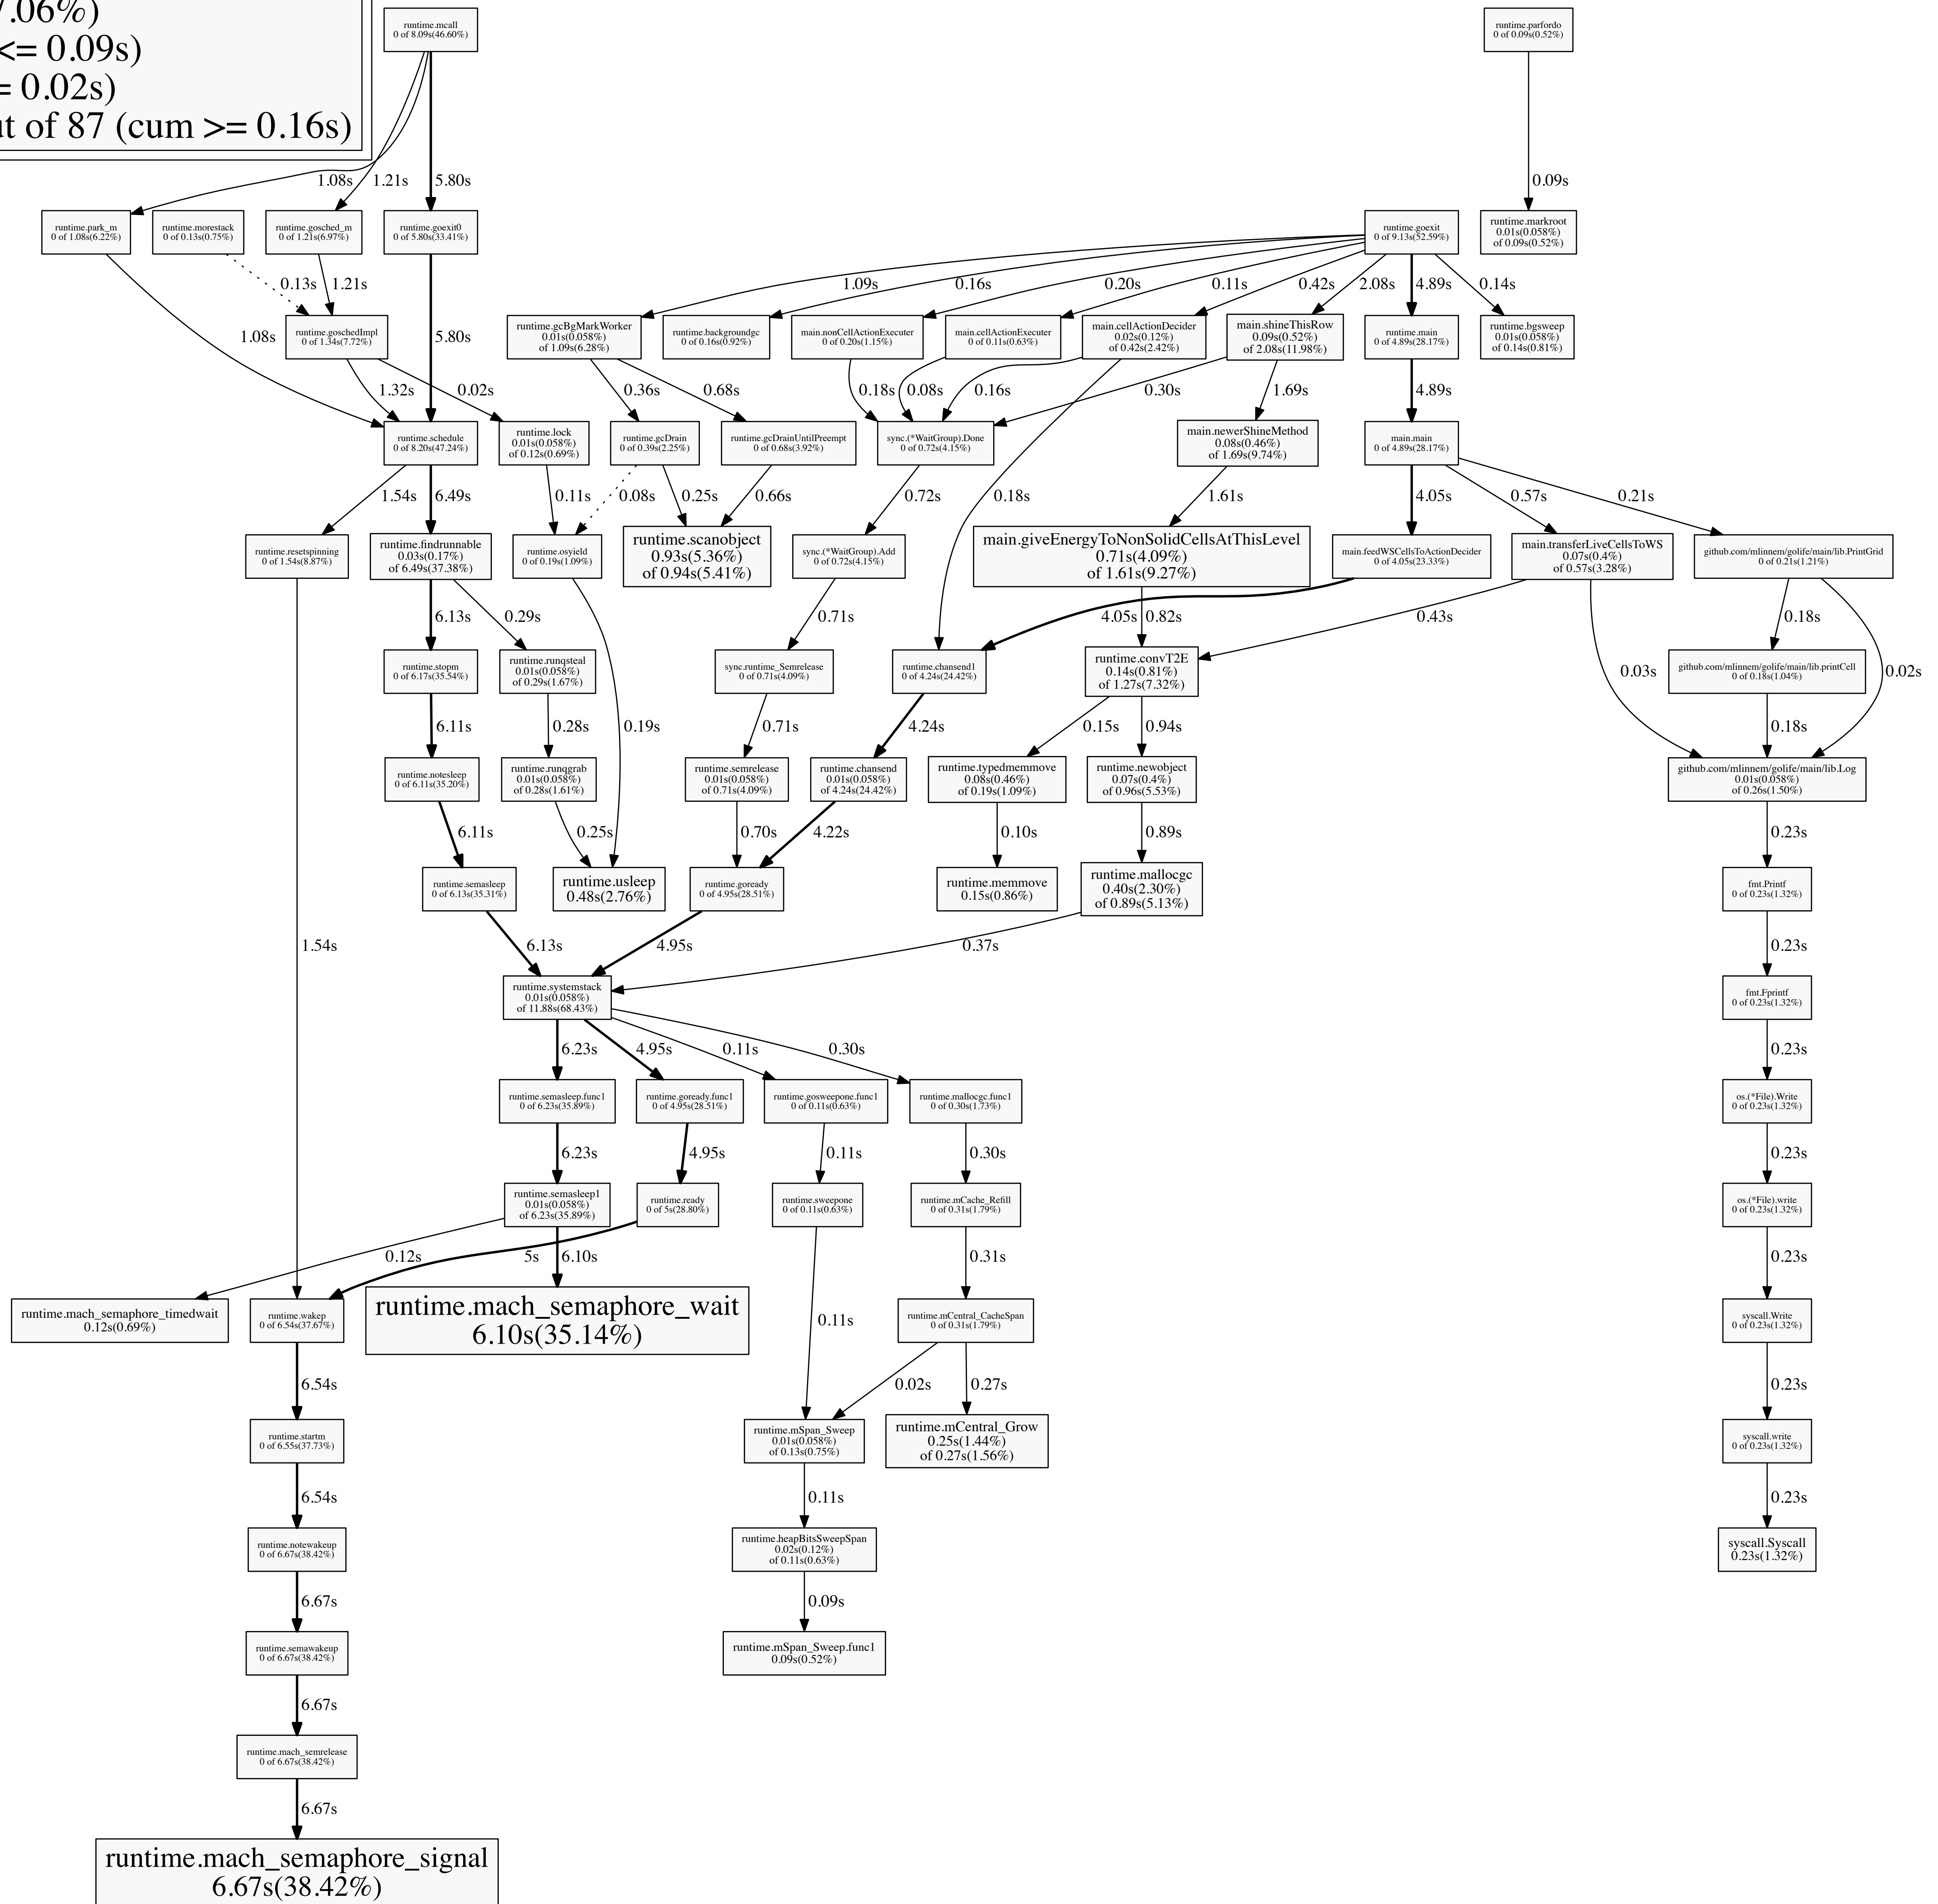 7.06%)
<= 0.09s)
= 0.02s)
out of 87 (cum >= 0.16s)
runtime.mcall
0 of 8.09s(46.60%)
runtime.parfordo
0 of 0.09s(0.52%)
1.08s
1.21s
5.80s
0.09s
runtime.park_m
0 of 1.08s(6.22%)
runtime.morestack
0 of 0.13s(0.75%)
runtime.gosched_m
0 of 1.21s(6.97%)
runtime.goexit0
0 of 5.80s(33.41%)
runtime.goexit
0 of 9.13s(52.59%)
runtime.markroot
0.01s(0.058%)
of 0.09s(0.52%)
0.13s
1.21s
1.09s
0.16s
0.20s
0.11s
0.42s
2.08s
4.89s
0.14s
1.08s
5.80s
runtime.goschedImpl
0 of 1.34s(7.72%)
runtime.gcBgMarkWorker
0.01s(0.058%)
of 1.09s(6.28%)
runtime.backgroundgc
0 of 0.16s(0.92%)
main.nonCellActionExecuter
0 of 0.20s(1.15%)
main.cellActionExecuter
0 of 0.11s(0.63%)
main.cellActionDecider
0.02s(0.12%)
of 0.42s(2.42%)
main.shineThisRow
0.09s(0.52%)
of 2.08s(11.98%)
runtime.main
0 of 4.89s(28.17%)
runtime.bgsweep
0.01s(0.058%)
of 0.14s(0.81%)
1.32s
0.02s
0.36s
0.68s
0.18s
0.08s
0.16s
0.30s
1.69s
4.89s
runtime.schedule
0 of 8.20s(47.24%)
runtime.lock
0.01s(0.058%)
of 0.12s(0.69%)
runtime.gcDrain
0 of 0.39s(2.25%)
runtime.gcDrainUntilPreempt
0 of 0.68s(3.92%)
sync.(*WaitGroup).Done
0 of 0.72s(4.15%)
main.newerShineMethod
0.08s(0.46%)
of 1.69s(9.74%)
main.main
0 of 4.89s(28.17%)
1.54s
6.49s
0.11s
0.08s
0.25s
0.66s
0.72s
0.18s
1.61s
4.05s
0.57s
0.21s
runtime.resetspinning
0 of 1.54s(8.87%)
runtime.findrunnable
0.03s(0.17%)
of 6.49s(37.38%)
runtime.osyield
0 of 0.19s(1.09%)
runtime.scanobject
0.93s(5.36%)
of 0.94s(5.41%)
sync.(*WaitGroup).Add
0 of 0.72s(4.15%)
main.giveEnergyToNonSolidCellsAtThisLevel
0.71s(4.09%)
of 1.61s(9.27%)
main.feedWSCellsToActionDecider
0 of 4.05s(23.33%)
main.transferLiveCellsToWS
0.07s(0.4%)
of 0.57s(3.28%)
github.com/mlinnem/golife/main/lib.PrintGrid
0 of 0.21s(1.21%)
6.13s
0.29s
0.71s
4.05s
0.82s
0.43s
0.18s
runtime.stopm
0 of 6.17s(35.54%)
runtime.runqsteal
0.01s(0.058%)
of 0.29s(1.67%)
sync.runtime_Semrelease
0 of 0.71s(4.09%)
runtime.chansend1
0 of 4.24s(24.42%)
runtime.convT2E
0.14s(0.81%)
of 1.27s(7.32%)
0.03s
github.com/mlinnem/golife/main/lib.printCell
0 of 0.18s(1.04%)
0.02s
6.11s
0.28s
0.19s
0.71s
4.24s
0.15s
0.94s
0.18s
runtime.notesleep
0 of 6.11s(35.20%)
runtime.runqgrab
0.01s(0.058%)
of 0.28s(1.61%)
runtime.semrelease
0.01s(0.058%)
of 0.71s(4.09%)
runtime.chansend
0.01s(0.058%)
of 4.24s(24.42%)
runtime.typedmemmove
0.08s(0.46%)
of 0.19s(1.09%)
runtime.newobject
0.07s(0.4%)
of 0.96s(5.53%)
github.com/mlinnem/golife/main/lib.Log
0.01s(0.058%)
of 0.26s(1.50%)
6.11s
0.25s
0.70s
4.22s
0.10s
0.89s
0.23s
runtime.semasleep
0 of 6.13s(35.31%)
runtime.usleep
0.48s(2.76%)
runtime.goready
0 of 4.95s(28.51%)
runtime.memmove
0.15s(0.86%)
runtime.mallocgc
0.40s(2.30%)
of 0.89s(5.13%)
fmt.Printf
0 of 0.23s(1.32%)
1.54s
6.13s
4.95s
0.37s
0.23s
runtime.systemstack
0.01s(0.058%)
of 11.88s(68.43%)
fmt.Fprintf
0 of 0.23s(1.32%)
6.23s
4.95s
0.11s
0.30s
0.23s
runtime.semasleep.func1
0 of 6.23s(35.89%)
runtime.goready.func1
0 of 4.95s(28.51%)
runtime.gosweepone.func1
0 of 0.11s(0.63%)
runtime.mallocgc.func1
0 of 0.30s(1.73%)
os.(*File).Write
0 of 0.23s(1.32%)
6.23s
4.95s
0.11s
0.30s
0.23s
runtime.semasleep1
0.01s(0.058%)
of 6.23s(35.89%)
runtime.ready
0 of 5s(28.80%)
runtime.sweepone
0 of 0.11s(0.63%)
runtime.mCache_Refill
0 of 0.31s(1.79%)
os.(*File).write
0 of 0.23s(1.32%)
0.12s
5s
6.10s
0.31s
0.23s
runtime.mach_semaphore_timedwait
0.12s(0.69%)
runtime.wakep
0 of 6.54s(37.67%)
runtime.mach_semaphore_wait
6.10s(35.14%)
0.11s
runtime.mCentral_CacheSpan
0 of 0.31s(1.79%)
syscall.Write
0 of 0.23s(1.32%)
6.54s
0.02s
0.27s
0.23s
runtime.startm
0 of 6.55s(37.73%)
runtime.mSpan_Sweep
0.01s(0.058%)
of 0.13s(0.75%)
runtime.mCentral_Grow
0.25s(1.44%)
of 0.27s(1.56%)
syscall.write
0 of 0.23s(1.32%)
6.54s
0.11s
0.23s
runtime.notewakeup
0 of 6.67s(38.42%)
runtime.heapBitsSweepSpan
0.02s(0.12%)
of 0.11s(0.63%)
syscall.Syscall
0.23s(1.32%)
6.67s
0.09s
runtime.semawakeup
0 of 6.67s(38.42%)
runtime.mSpan_Sweep.func1
0.09s(0.52%)
6.67s
runtime.mach_semrelease
0 of 6.67s(38.42%)
6.67s
runtime.mach_semaphore_signal
6.67s(38.42%)